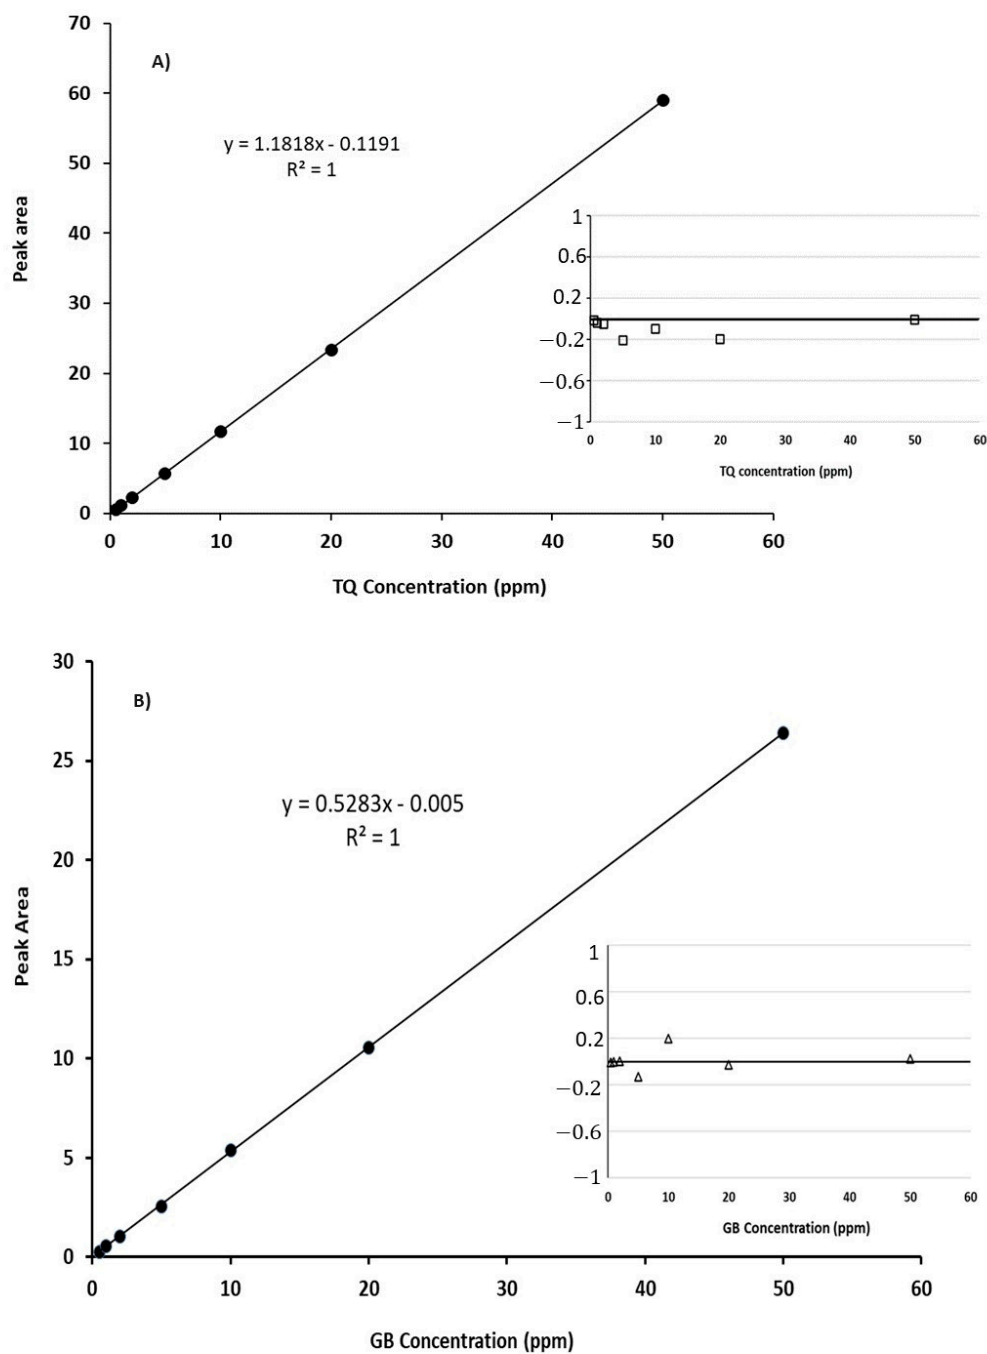 A)
y = 1.1818x - 0.1191
R² = 1
Peak area
70
60
50
40
30
20
10
0
0 10 20 30 40 50 60
TQ Concentration (ppm)
1
0.6
0.2
−0.2
−0.6
−1
0 10 20 30 40 50 60
TQ concentration (ppm)
B)
y = 0.5283x - 0.005
R² = 1
Peak Area
30
25
20
15
10
5
0
0 10 20 30 40 50 60
GB Concentration (ppm)
1
0.6
0.2
−0.2
−0.6
−1
0 10 20 30 40 50 60
GB Concentration (ppm)